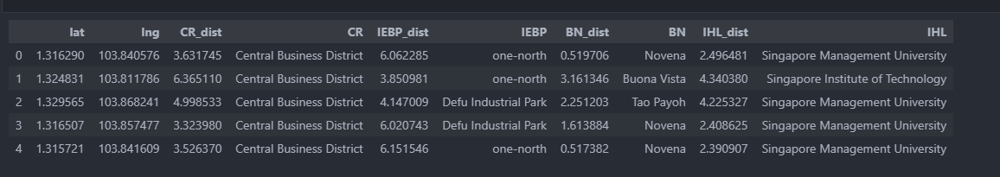 lat lng CR_dist CR IEBP_dist IEBP BN_dist BN IHL_dist IHL
0 1.316290 103.840576 3.631745 Central Business District 6.062285 one-north 0.519706 Novena 2.496481 Singapore Management University
1 1.324831 103.811786 6.365110 Central Business District 3.850981 one-north 3.161346 Buona Vista 4.340380 Singapore Institute of Technology
2 1.329565 103.868241 4.998533 Central Business District 4.147009 Defu Industrial Park 2.251203 Tao Payoh 4.225327 Singapore Management University
3 1.316507 103.857477 3.323980 Central Business District 6.020743 Defu Industrial Park 1.613884 Novena 2.408625 Singapore Management University
4 1.315721 103.841609 3.526370 Central Business District 6.151546 one-north 0.517382 Novena 2.390907 Singapore Management University